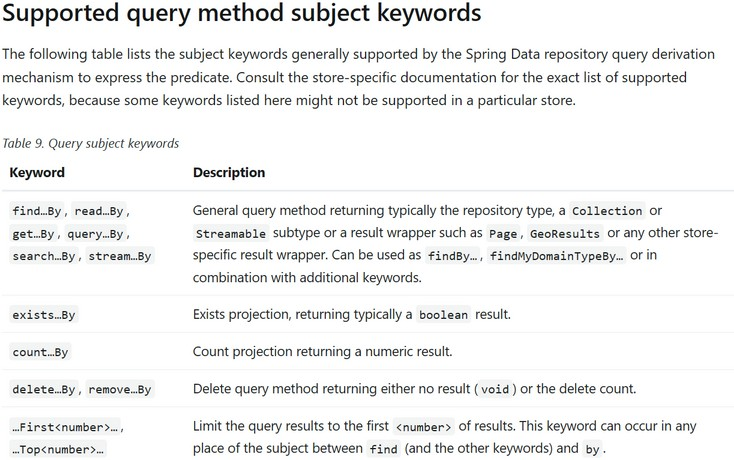 Supported query method subject keywords
The following table lists the subject keywords generally supported by the Spring Data repository query derivation
mechanism to express the predicate. Consult the store-specific documentation for the exact list of supported
keywords, because some keywords listed here might not be supported in a particular store.
Table 9. Query subject keywords
Keyword Description
find…By, read…By,
get…By, query…By,
search…By, stream…By
General query method returning typically the repository type, a Collection or
Streamable subtype or a result wrapper such as Page, GeoResults or any other store-
specific result wrapper. Can be used as findBy…, findMyDomainTypeBy… or in
combination with additional keywords.
exists…By Exists projection, returning typically a boolean result.
count…By Count projection returning a numeric result.
delete…By, remove…By Delete query method returning either no result (void) or the delete count.
…First<number>…,
…Top<number>…
Limit the query results to the first <number> of results. This keyword can occur in any
place of the subject between find (and the other keywords) and by.